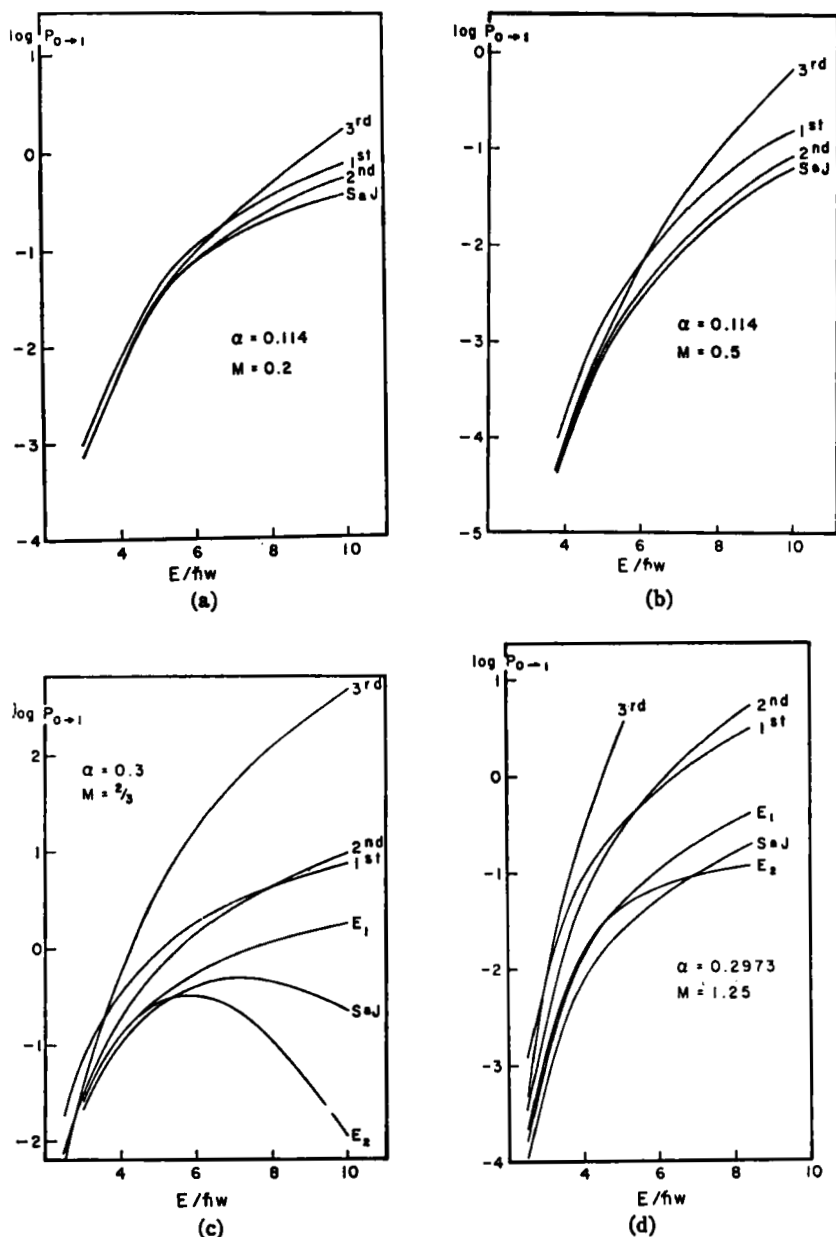 log P₀→₁
1
0
-1
-2
-3
-4
3rd
1st
2nd
S&J
α = 0.114
M = 0.2
4 6 8 10
E/ħw
(a)
log P₀→₁
0
-1
-2
-3
-4
-5
3rd
1st
2nd
S&J
α = 0.114
M = 0.5
4 6 8 10
E/ħw
(b)
log P₀→₁
2
1
0
-1
-2
3rd
2nd
1st
E₁
S&J
E₂
α = 0.3
M = 2/3
4 6 8 10
E/ħw
(c)
log P₀→₁
1
0
-1
-2
-3
-4
3rd
2nd
1st
E₁
S&J
E₂
α = 0.2973
M = 1.25
4 6 8 10
E/ħw
(d)